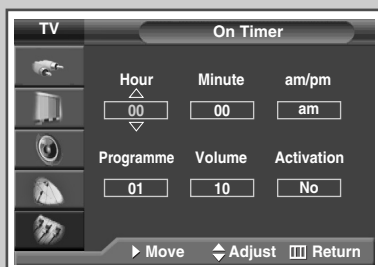 TV On Timer
Hour Minute am/pm
00 00 am
Programme Volume Activation
01 10 No
Move Adjust Return